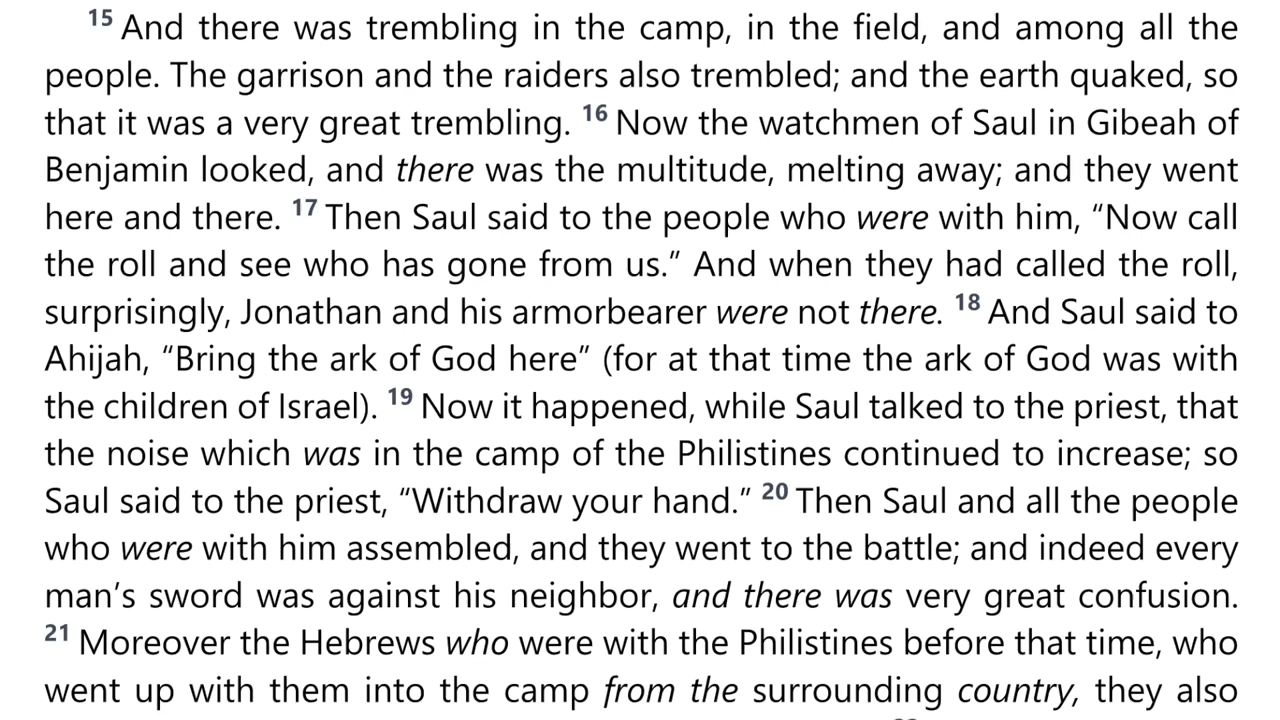 15 And there was trembling in the camp, in the field, and among all the
people. The garrison and the raiders also trembled; and the earth quaked, so
that it was a very great trembling. 16 Now the watchmen of Saul in Gibeah of
Benjamin looked, and there was the multitude, melting away; and they went
here and there. 17 Then Saul said to the people who were with him, “Now call
the roll and see who has gone from us.” And when they had called the roll,
surprisingly, Jonathan and his armorbearer were not there. 18 And Saul said to
Ahijah, “Bring the ark of God here” (for at that time the ark of God was with
the children of Israel). 19 Now it happened, while Saul talked to the priest, that
the noise which was in the camp of the Philistines continued to increase; so
Saul said to the priest, “Withdraw your hand.” 20 Then Saul and all the people
who were with him assembled, and they went to the battle; and indeed every
man’s sword was against his neighbor, and there was very great confusion.
21 Moreover the Hebrews who were with the Philistines before that time, who
went up with them into the camp from the surrounding country, they also